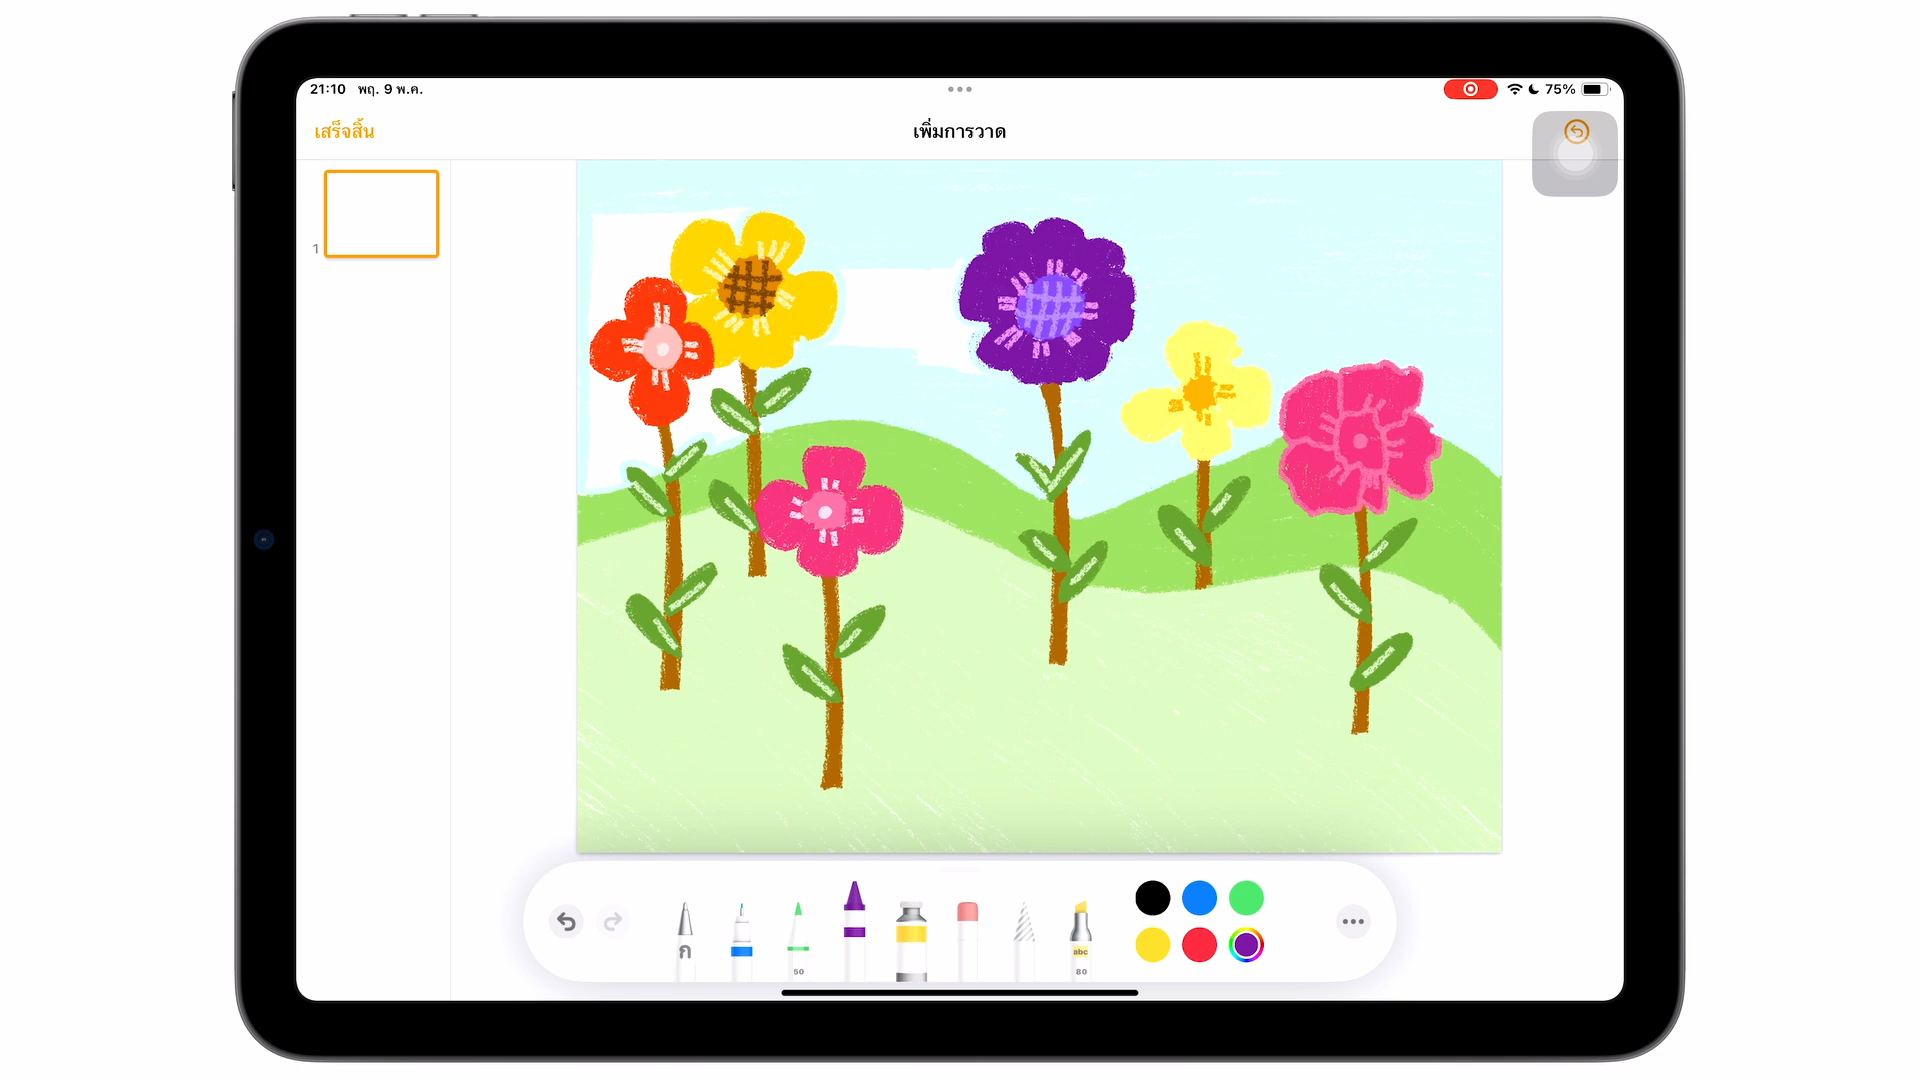 21:10 พฤ. 9 พ.ค.
75%
เสร็จสิ้น
เพิ่มการวาด
1
ก
50
abc
80